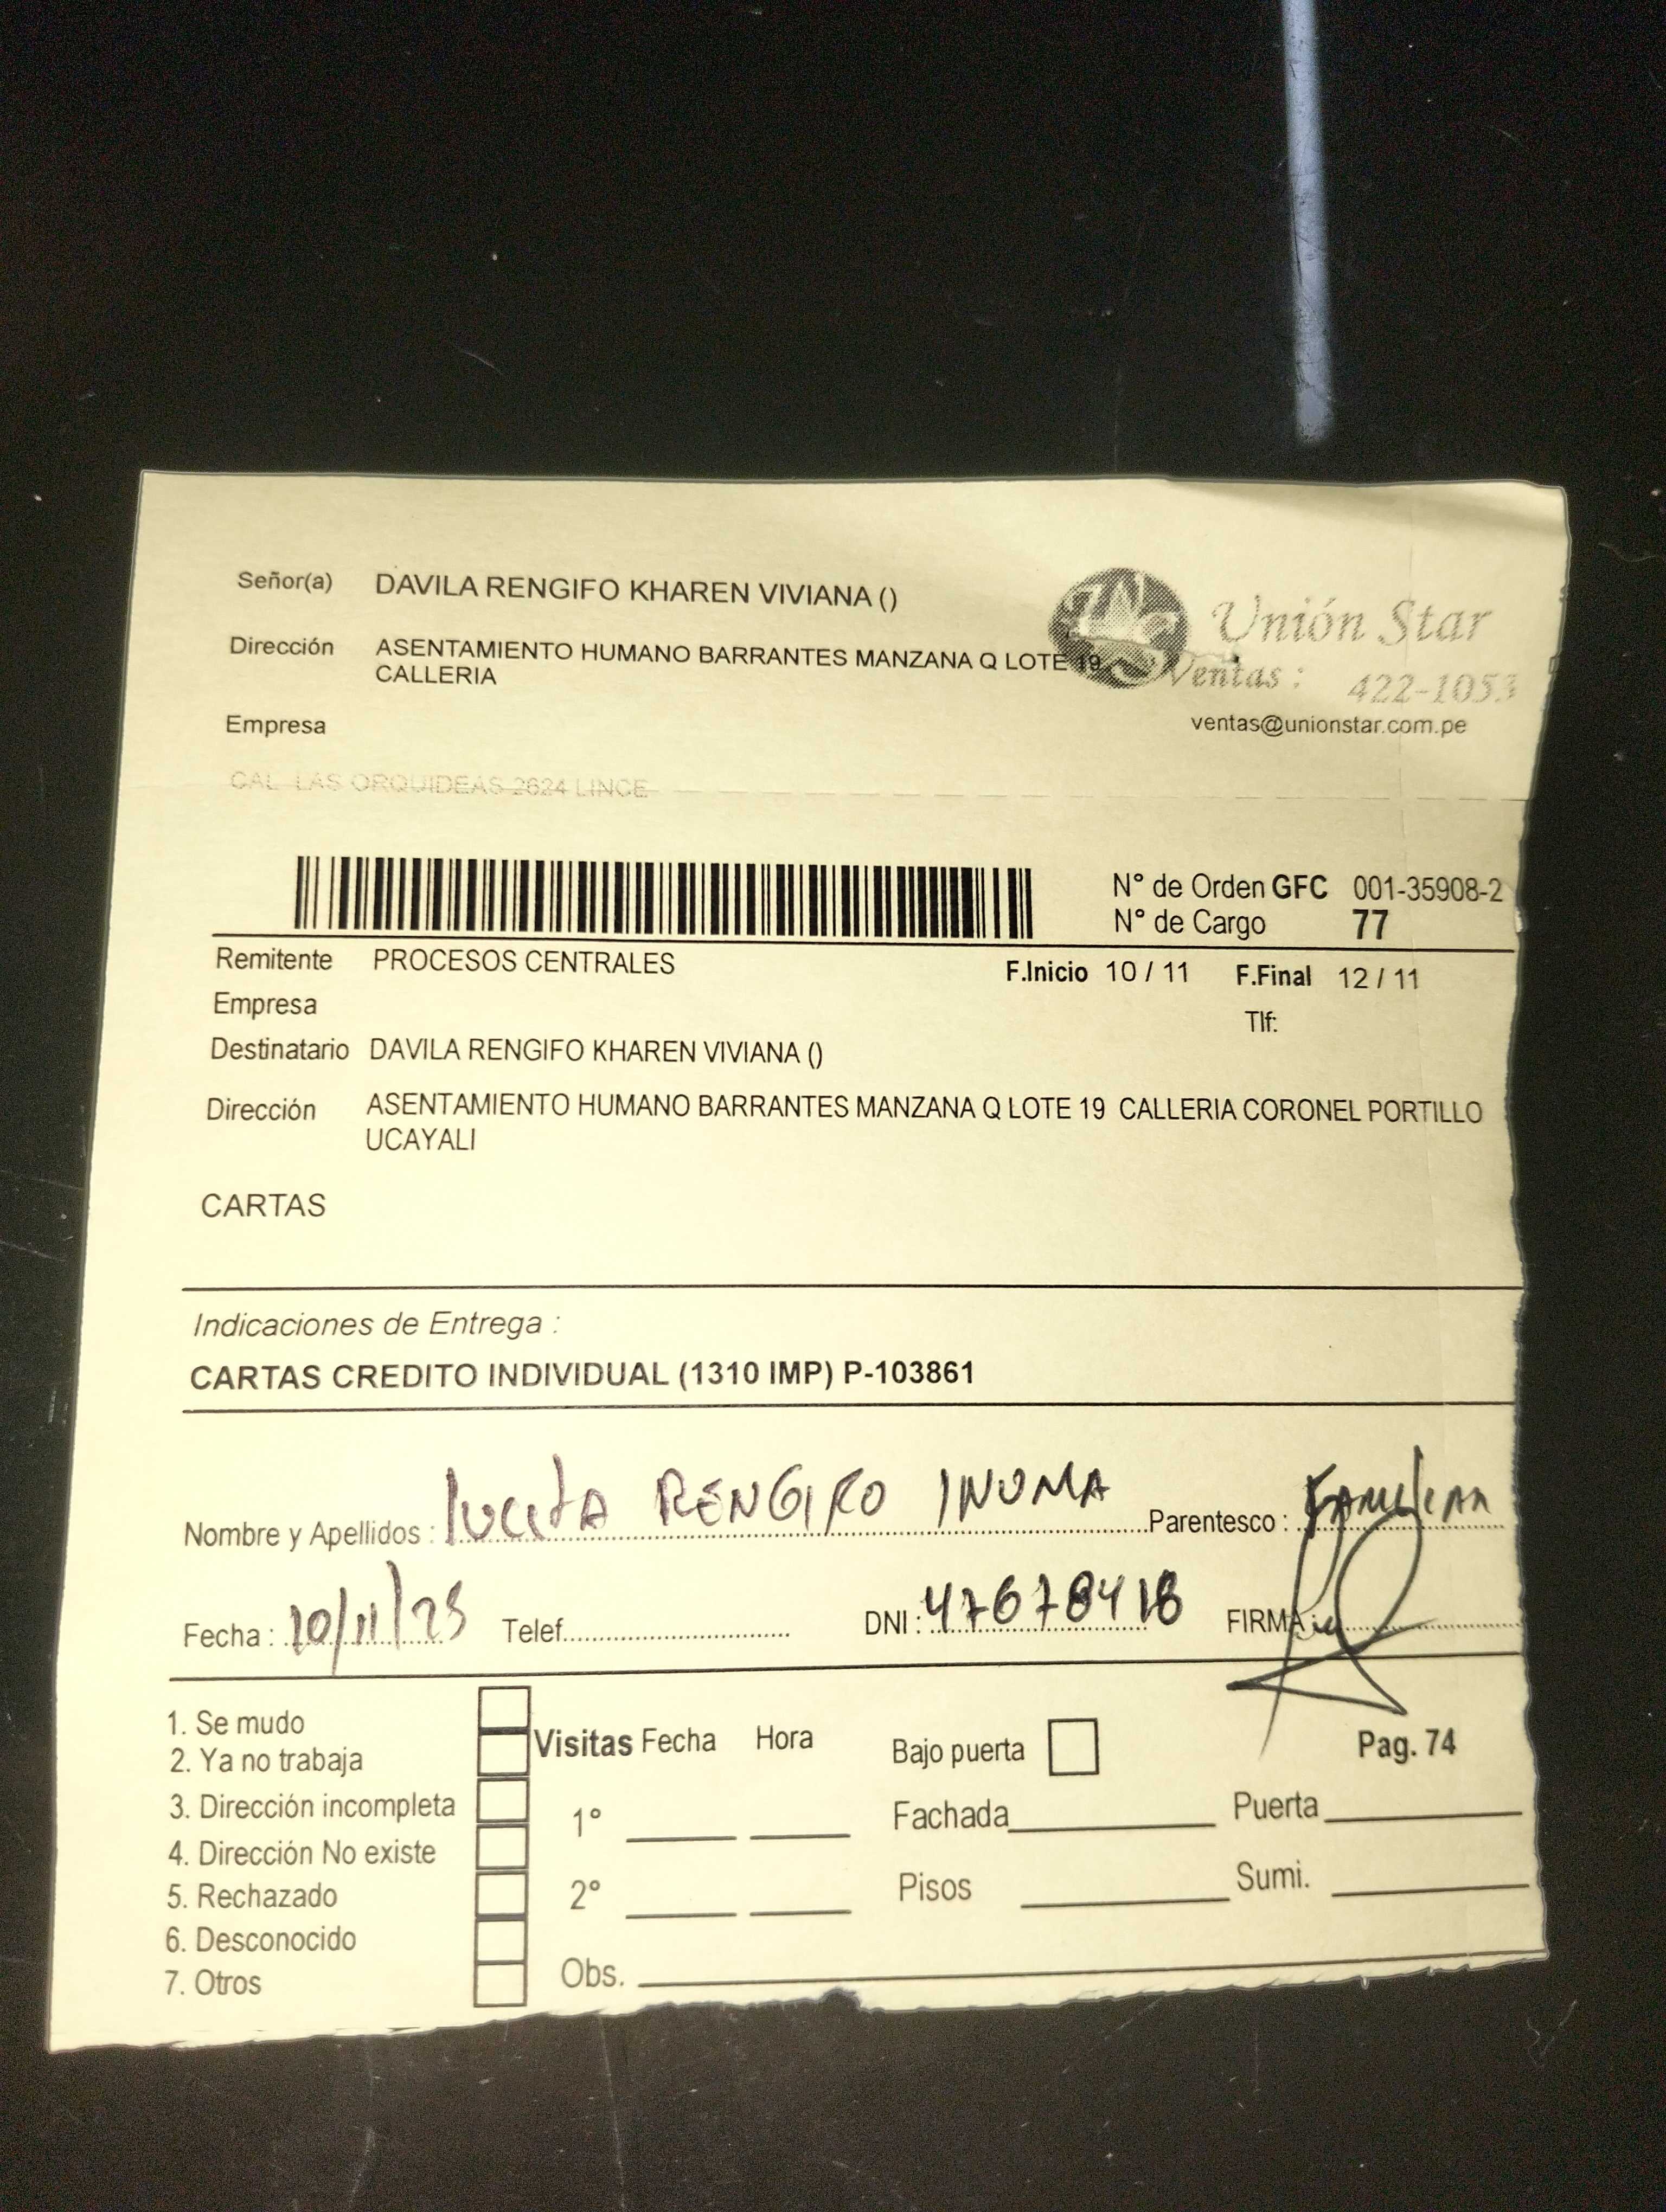 Señor(a) DAVILA RENGIFO KHAREN VIVIANA ()
Dirección ASENTAMIENTO HUMANO BARRANTES MANZANA Q LOTE 19
CALLERIA
Unión Star
Ventas : 422-1053
ventas@unionstar.com.pe
Empresa
CAL LAS ORQUIDEAS 2624 LINCE
N° de Orden GFC 001-35908-2
N° de Cargo 77
Remitente PROCESOS CENTRALES
F.Inicio 10 / 11 F.Final 12 / 11
Empresa
Tlf:
Destinatario DAVILA RENGIFO KHAREN VIVIANA ()
Dirección ASENTAMIENTO HUMANO BARRANTES MANZANA Q LOTE 19 CALLERIA CORONEL PORTILLO
UCAYALI
CARTAS
Indicaciones de Entrega :
CARTAS CREDITO INDIVIDUAL (1310 IMP) P-103861
Nombre y Apellidos : RENGIFO INUMA Parentesco : FAMILIAR
Fecha : 10/11/25 Telef. DNI : 47678418 FIRMA :
1. Se mudo
2. Ya no trabaja
3. Dirección incompleta
4. Dirección No existe
5. Rechazado
6. Desconocido
7. Otros
Visitas Fecha Hora
1°
2°
Obs.
Bajo puerta
Pag. 74
Fachada Puerta
Pisos Sumi.